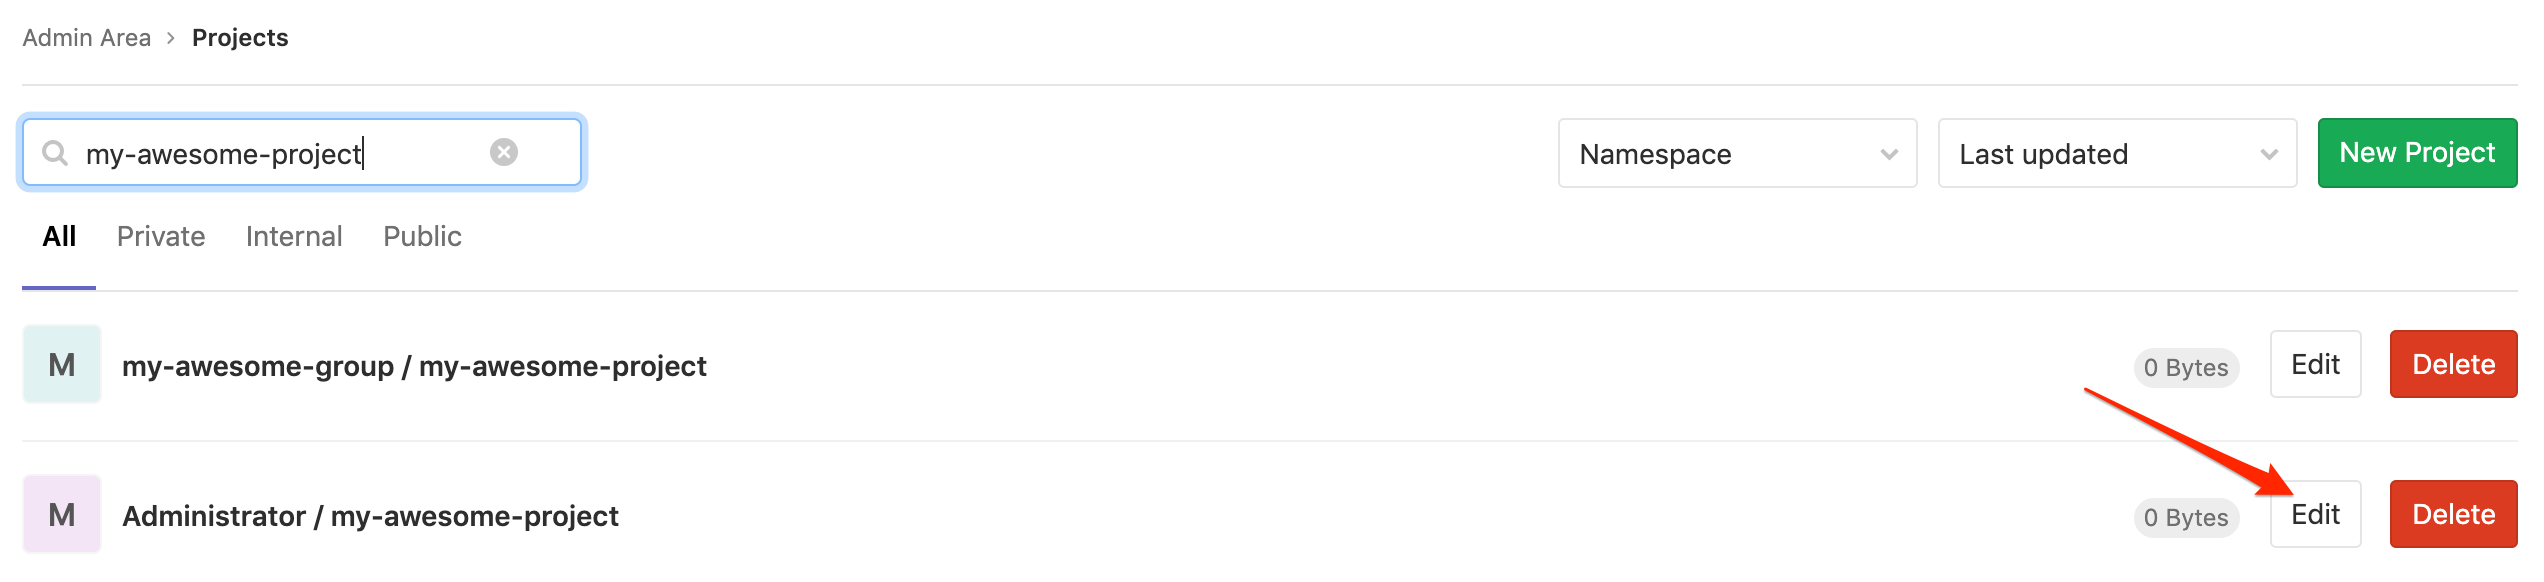 Admin Area > Projects
my-awesome-project
Namespace
Last updated
New Project
All Private Internal Public
M my-awesome-group / my-awesome-project 0 Bytes Edit Delete
M Administrator / my-awesome-project 0 Bytes Edit Delete